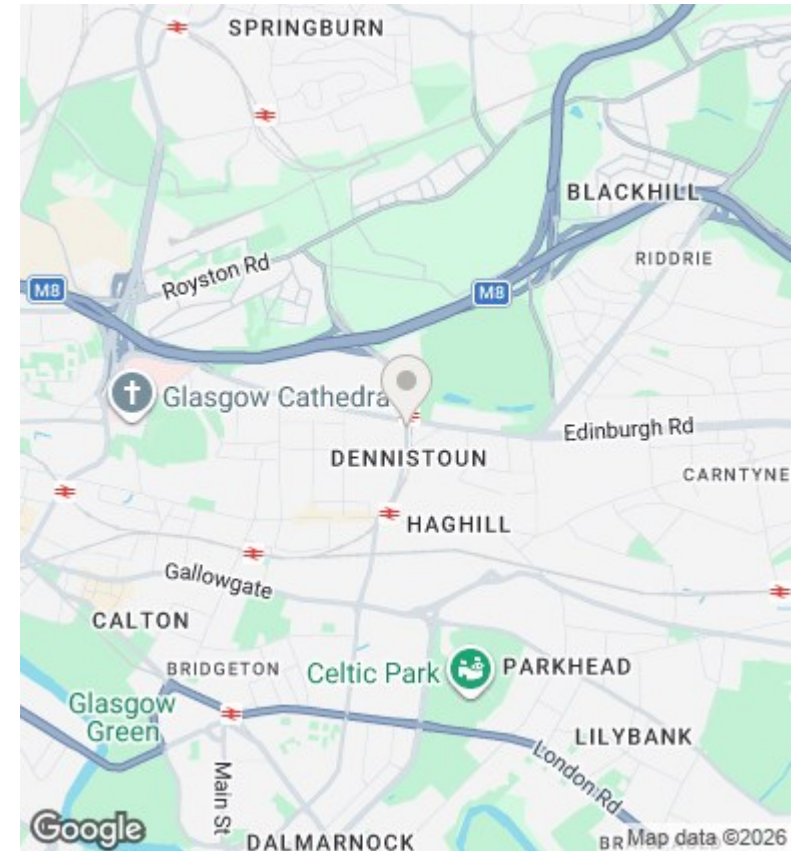 SPRINGBURN
BLACKHILL
RIDDRIE
Royston Rd
M8
M8
Glasgow Cathedra
Edinburgh Rd
DENNISTOUN
CARNTYNE
HAGHILL
Gallowgate
CALTON
BRIDGETON
Celtic Park
PARKHEAD
Glasgow
Green
LILYBANK
London Rd
Main St
DALMARNOCK
Google
BR
Map data ©2026